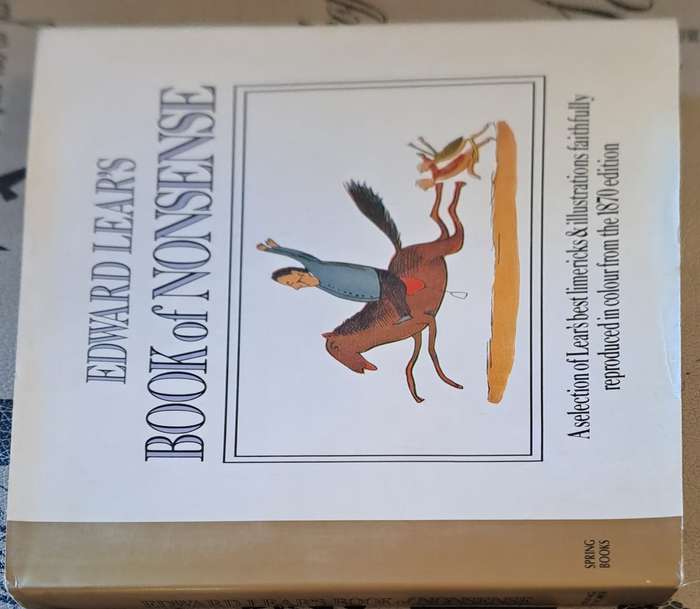 EDWARD LEAR'S
BOOK of NONSENSE
A selection of Lear's best limericks & illustrations faithfully
reproduced in colour from the 1870 edition
SPRING
BOOKS
EDWARD LEAR'S BOOK of NONSENSE